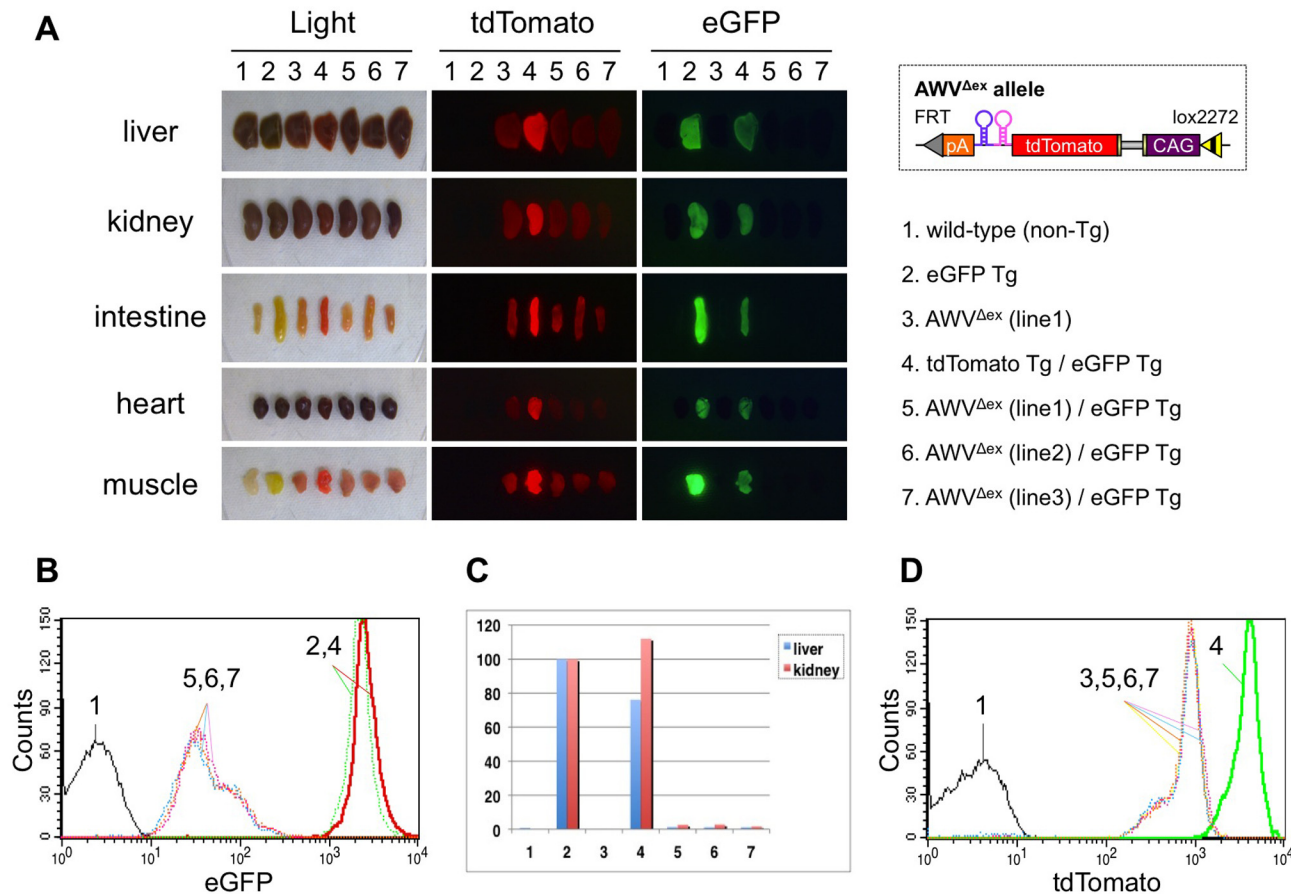 A
Light
tdTomato
eGFP
1 2 3 4 5 6 7
1 2 3 4 5 6 7
1 2 3 4 5 6 7
liver
kidney
intestine
heart
muscle
AWVΔex allele
FRT
lox2272
pA
tdTomato
CAG
1. wild-type (non-Tg)
2. eGFP Tg
3. AWVΔex (line1)
4. tdTomato Tg / eGFP Tg
5. AWVΔex (line1) / eGFP Tg
6. AWVΔex (line2) / eGFP Tg
7. AWVΔex (line3) / eGFP Tg
B
Counts
150
120
90
60
30
0
1
5,6,7
2,4
10⁰ 10¹ 10² 10³ 10⁴
eGFP
C
120
100
80
60
40
20
0
1 2 3 4 5 6 7
liver
kidney
D
Counts
150
120
90
60
30
0
1
3,5,6,7
4
10⁰ 10¹ 10² 10³ 10⁴
tdTomato